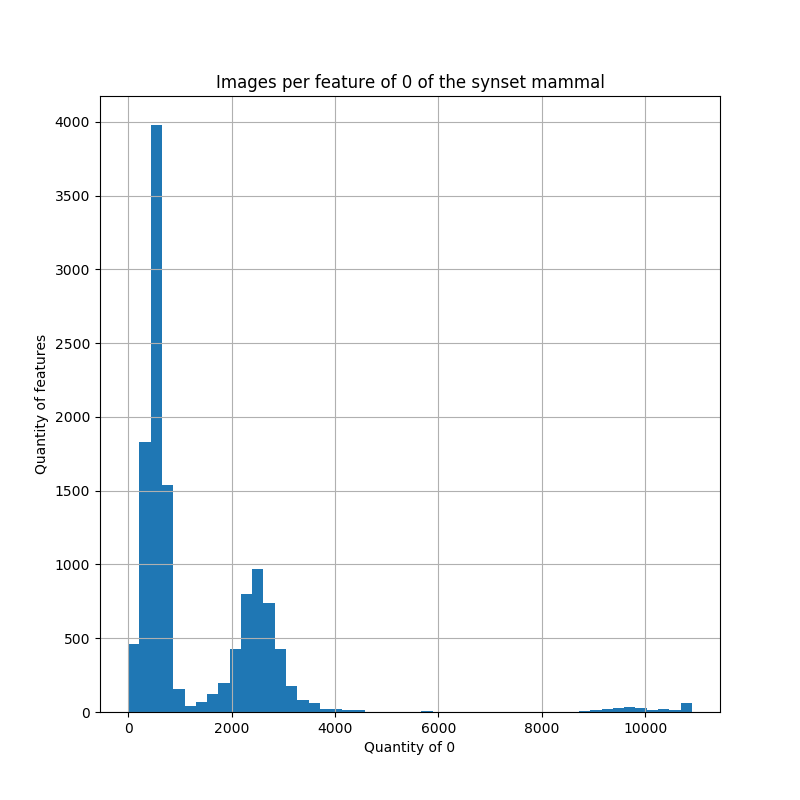 Images per feature of 0 of the synset mammal
4000
3500
3000
2500
2000
1500
1000
500
0
Quantity of features
0 2000 4000 6000 8000 10000
Quantity of 0